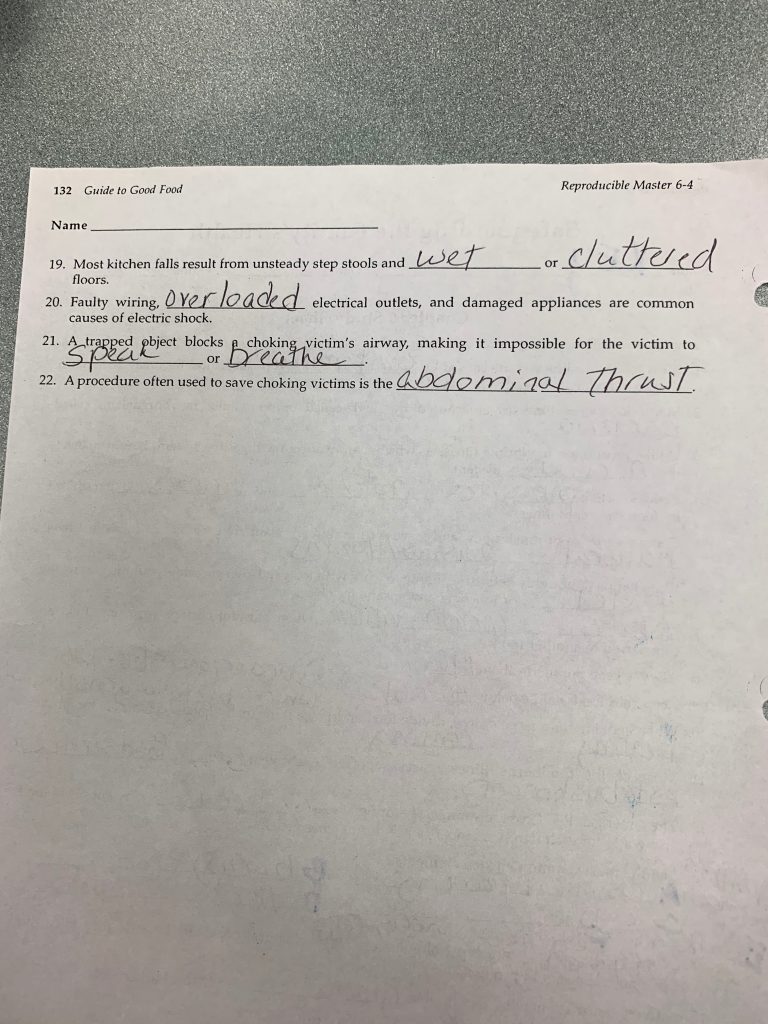 132 Guide to Good Food
Reproducible Master 6-4
Name
19. Most kitchen falls result from unsteady step stools and wet or cluttered
floors.
20. Faulty wiring, overloaded electrical outlets, and damaged appliances are common
causes of electric shock.
21. A trapped object blocks a choking victim's airway, making it impossible for the victim to
speak or breathe.
22. A procedure often used to save choking victims is the abdominal thrust.